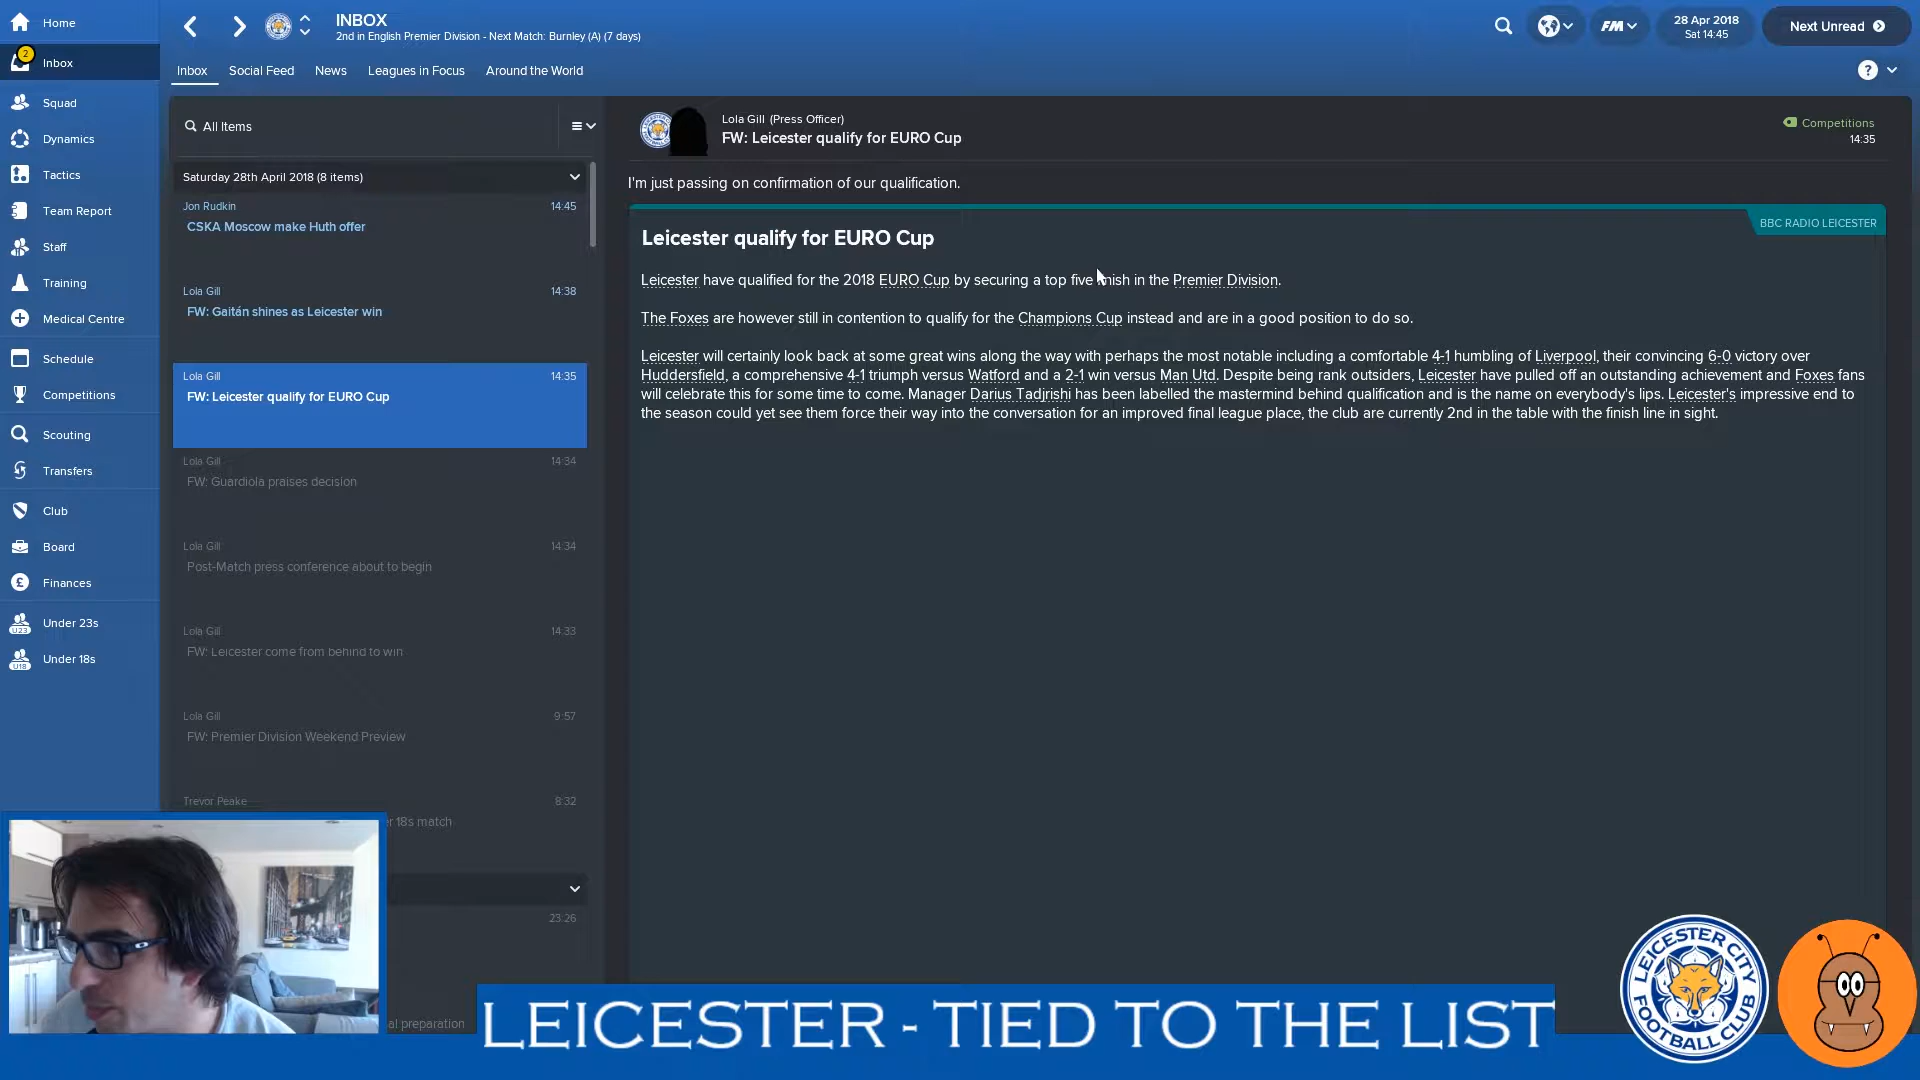 Home
Inbox
2
Squad
Dynamics
Tactics
Team Report
Staff
Training
Medical Centre
Schedule
Competitions
Scouting
Transfers
Club
Board
Finances
Under 23s
U23
Under 18s
U18
INBOX
2nd in English Premier Division - Next Match: Burnley (A) (7 days)
FM
28 Apr 2018
Sat 14:45
Next Unread
Inbox Social Feed News Leagues in Focus Around the World
?
All Items
Saturday 28th April 2018 (8 items)
Jon Rudkin 14:45
CSKA Moscow make Huth offer
Lola Gill 14:38
FW: Gaitán shines as Leicester win
Lola Gill 14:35
FW: Leicester qualify for EURO Cup
Lola Gill 14:34
FW: Guardiola praises decision
Lola Gill 14:34
Post-Match press conference about to begin
Lola Gill 14:33
FW: Leicester come from behind to win
Lola Gill 9:57
FW: Premier Division Weekend Preview
Trevor Peake 8:32
er 18s match
23:26
al preparation
Lola Gill (Press Officer)
FW: Leicester qualify for EURO Cup
Competitions
14:35
I'm just passing on confirmation of our qualification.
BBC RADIO LEICESTER
Leicester qualify for EURO Cup
Leicester have qualified for the 2018 EURO Cup by securing a top five finish in the Premier Division.
The Foxes are however still in contention to qualify for the Champions Cup instead and are in a good position to do so.
Leicester will certainly look back at some great wins along the way with perhaps the most notable including a comfortable 4-1 humbling of Liverpool, their convincing 6-0 victory over
Huddersfield, a comprehensive 4-1 triumph versus Watford and a 2-1 win versus Man Utd. Despite being rank outsiders, Leicester have pulled off an outstanding achievement and Foxes fans
will celebrate this for some time to come. Manager Darius Tadjrishi has been labelled the mastermind behind qualification and is the name on everybody's lips. Leicester's impressive end to
the season could yet see them force their way into the conversation for an improved final league place, the club are currently 2nd in the table with the finish line in sight.
LEICESTER - TIED TO THE LIST
LEICESTER CITY
FOOTBALL CLUB